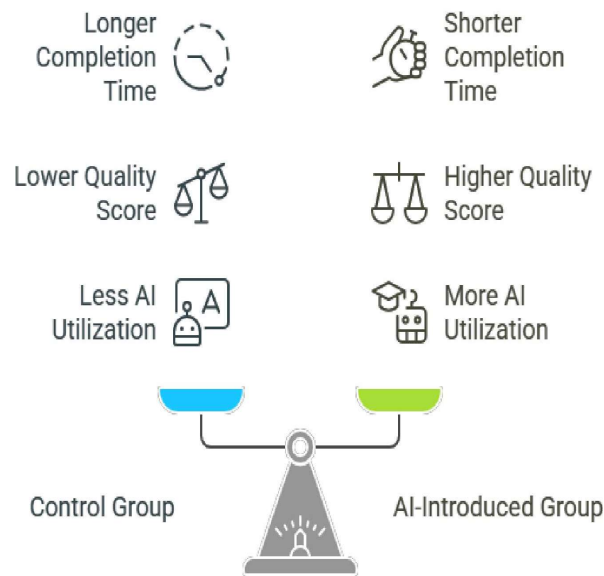 Longer
Completion
Time
Shorter
Completion
Time
Lower Quality
Score
Higher Quality
Score
Less AI
Utilization
A
More AI
Utilization
Control Group
AI-Introduced Group